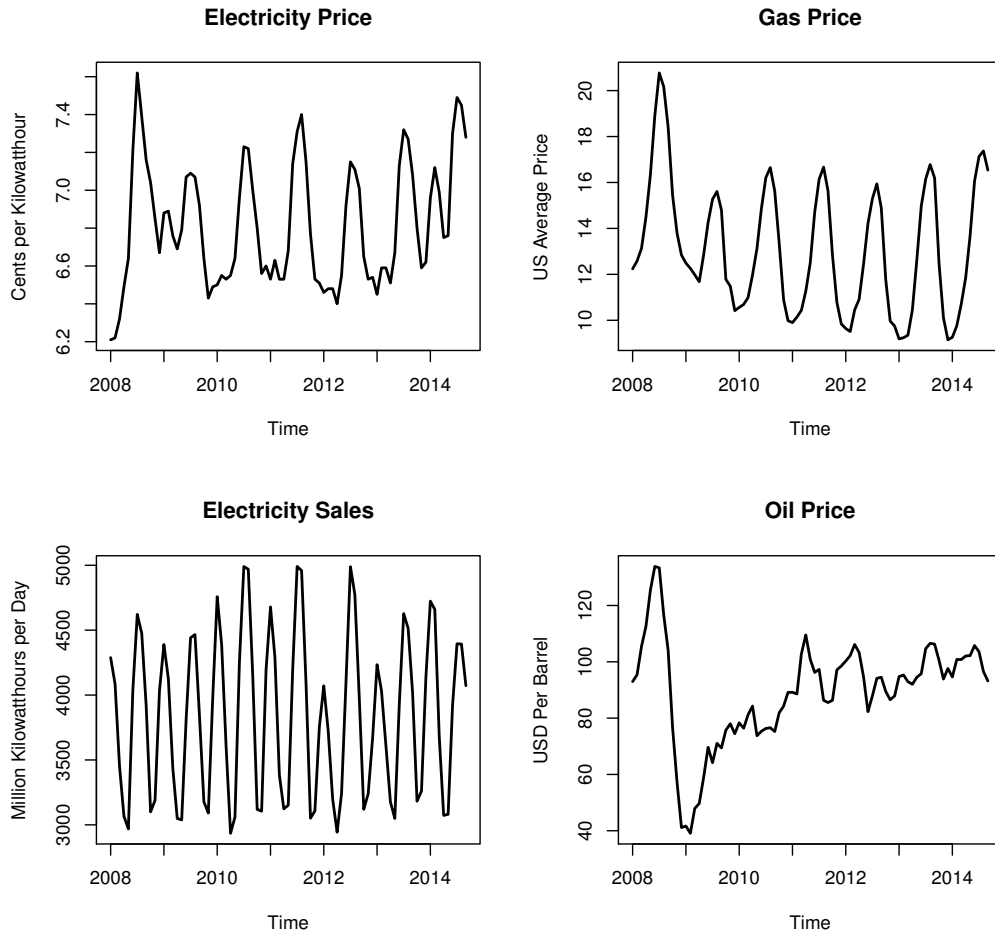 Electricity Price
Cents per Kilowatthour
6.2 6.6 7.0 7.4
2008 2010 2012 2014
Time
Gas Price
US Average Price
10 12 14 16 18 20
2008 2010 2012 2014
Time
Electricity Sales
Million Kilowatthours per Day
3000 3500 4000 4500 5000
2008 2010 2012 2014
Time
Oil Price
USD Per Barrel
40 60 80 100 120
2008 2010 2012 2014
Time